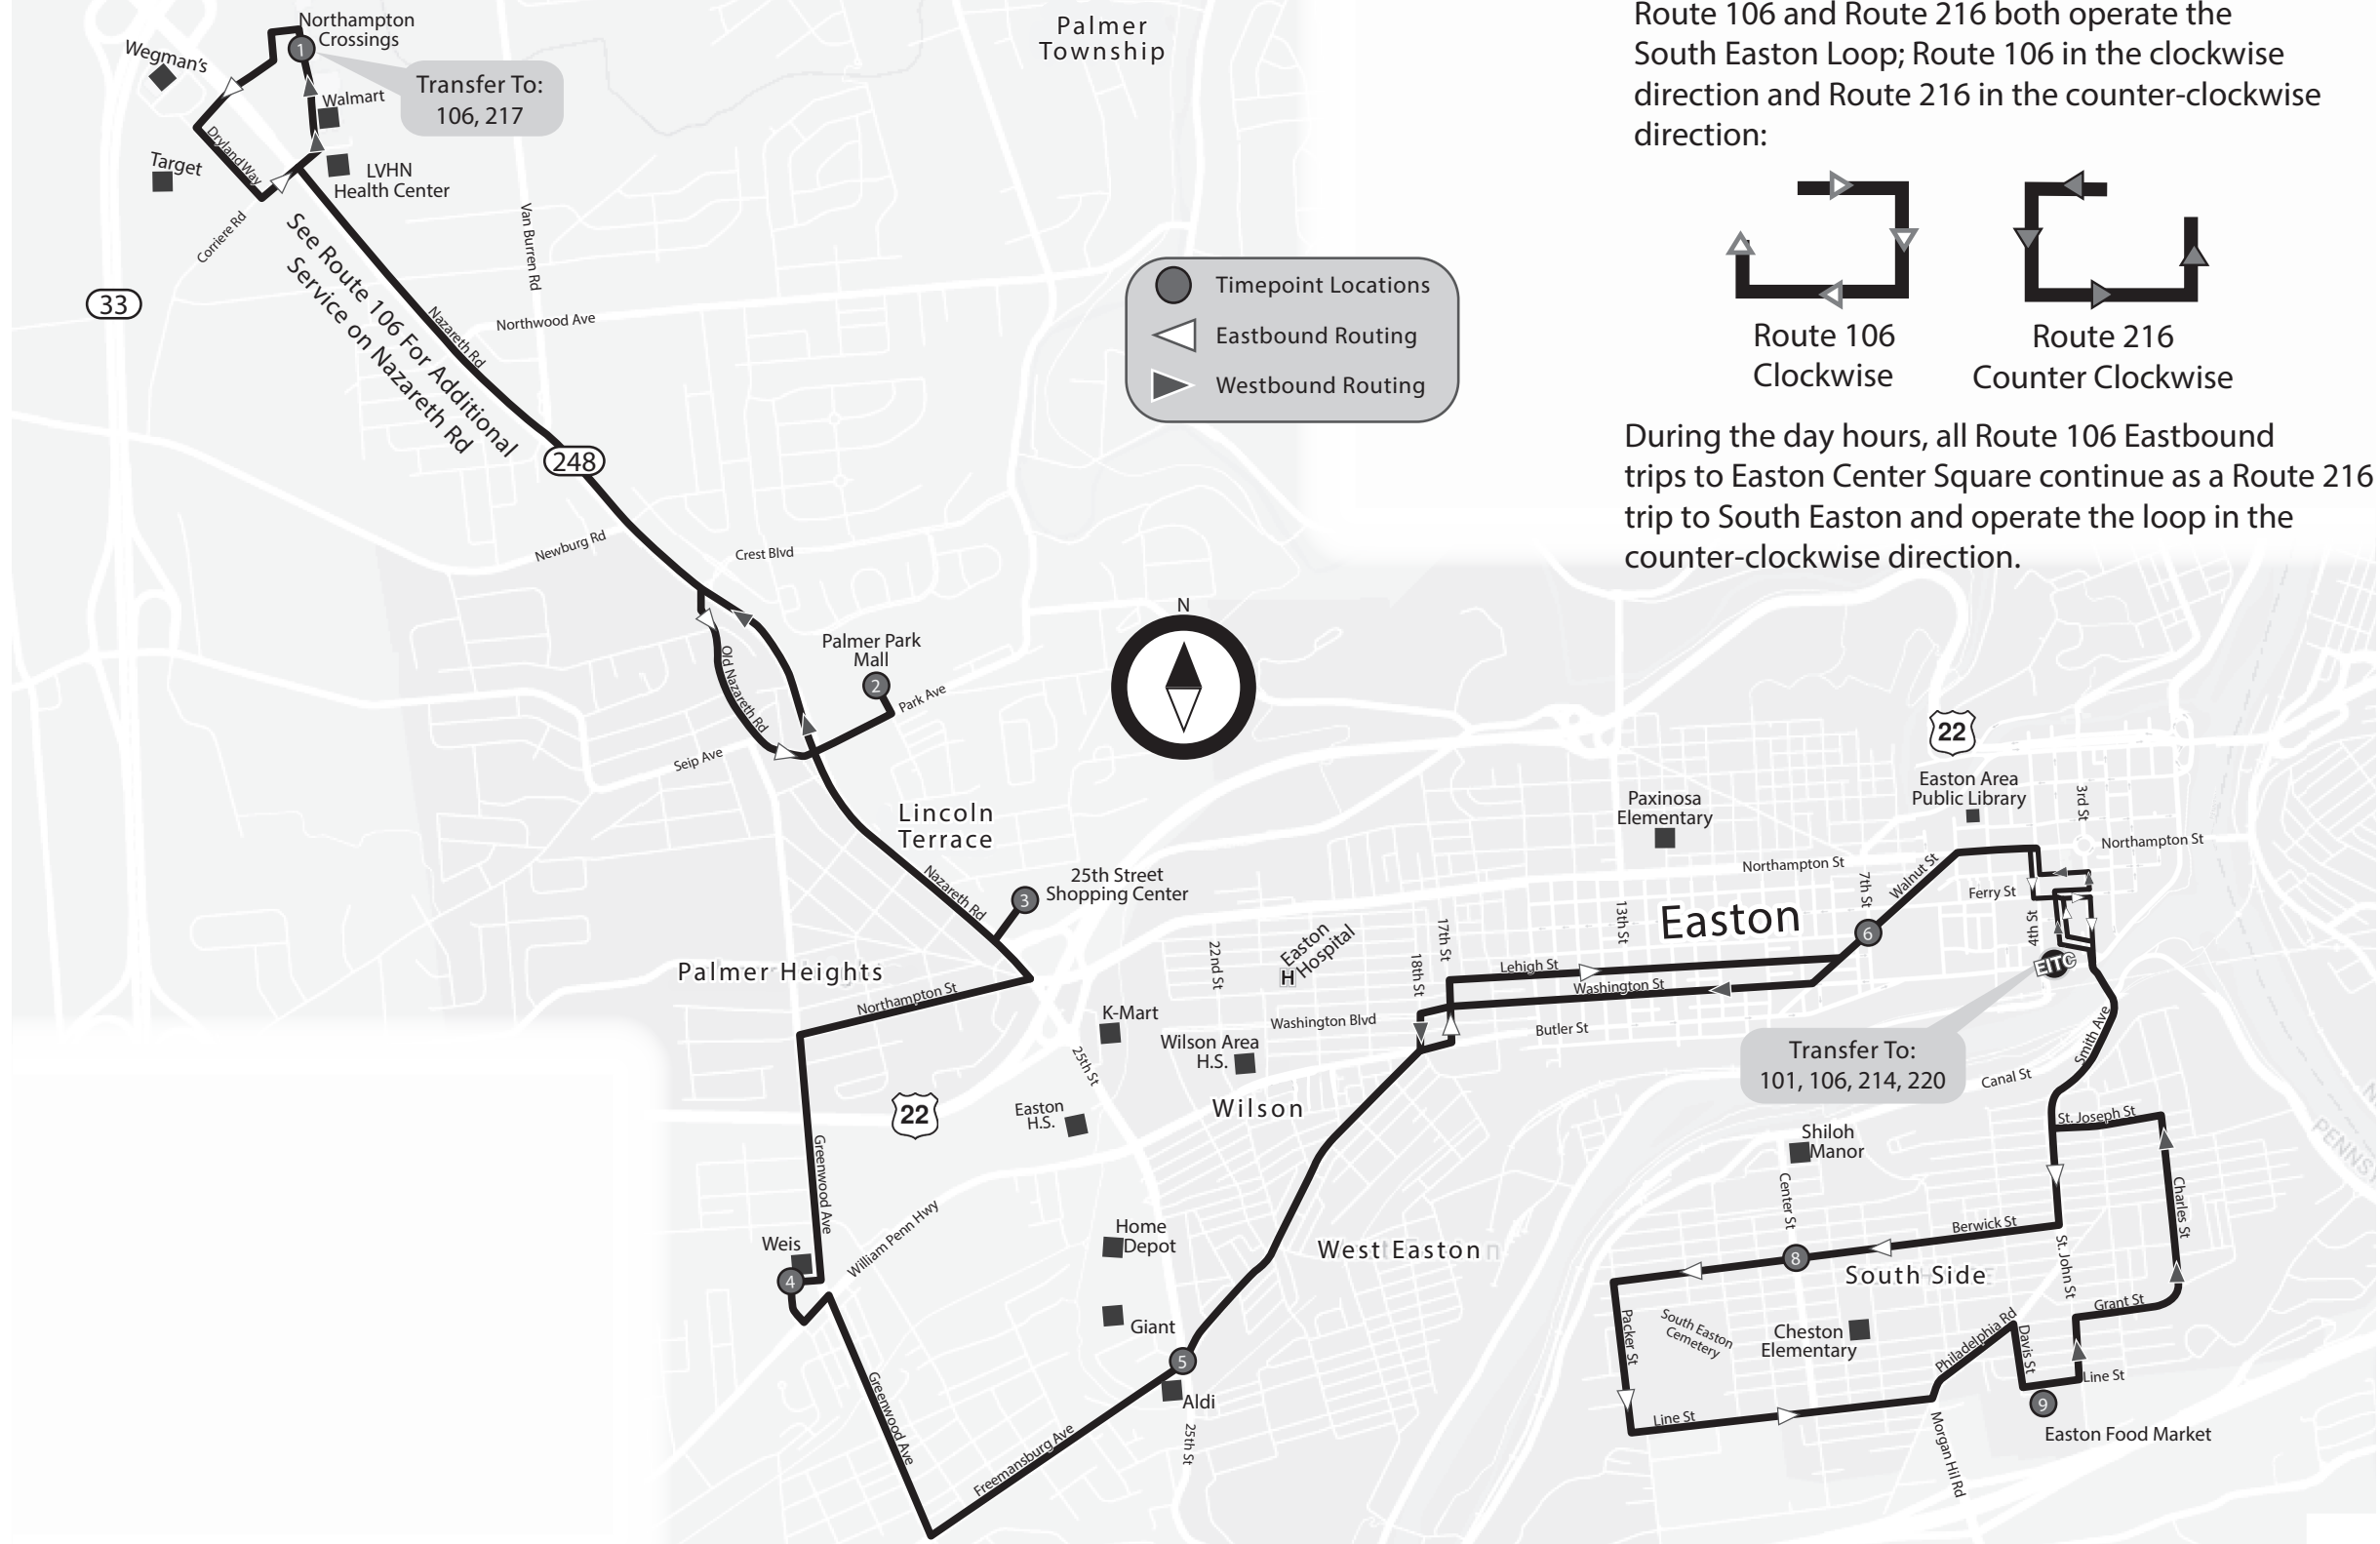 Northampton
Crossings
1
Wegman's
Transfer To:
106, 217
Walmart
Dryland Way
Target
LVHN
Health Center
Corriere Rd
33
See Route 106 For Additional
Service on Nazareth Rd
Nazareth Rd
Van Burren Rd
Northwood Ave
248
Palmer
Township
Route 106 and Route 216 both operate the
South Easton Loop; Route 106 in the clockwise
direction and Route 216 in the counter-clockwise
direction:
Route 106
Clockwise
Route 216
Counter Clockwise
Timepoint Locations
Eastbound Routing
Westbound Routing
During the day hours, all Route 106 Eastbound
trips to Easton Center Square continue as a Route 216
trip to South Easton and operate the loop in the
counter-clockwise direction.
Newburg Rd
Crest Blvd
N
Palmer Park
Mall
2
Park Ave
Old Nazareth Rd
Seip Ave
Lincoln
Terrace
Nazareth Rd
25th Street
Shopping Center
3
Palmer Heights
Northampton St
22
Easton Area
Public Library
3rd St
Paxinosa
Elementary
Northampton St
Northampton St
Walnut St
7th St
Ferry St
4th St
Easton
13th St
6
EITC
17th St
18th St
22nd St
Easton
Hospital
H
Lehigh St
Washington St
Washington Blvd
Butler St
K-Mart
Wilson Area
H.S.
25th St
Transfer To:
101, 106, 214, 220
Smith Ave
Canal St
22
Easton
H.S.
Wilson
St. Joseph St
Shiloh
Manor
Center St
Charles St
PENNS
Greenwood Ave
William Penn Hwy
Weis
4
Home
Depot
West Easton
Berwick St
8
South Side
St. John St
Grant St
Giant
5
Aldi
25th St
Packer St
South Easton
Cemetery
Cheston
Elementary
Philadelphia Rd
Davis St
Line St
9
Easton Food Market
Line St
Morgan Hil Rd
Greenwood Ave
Freemansburg Ave